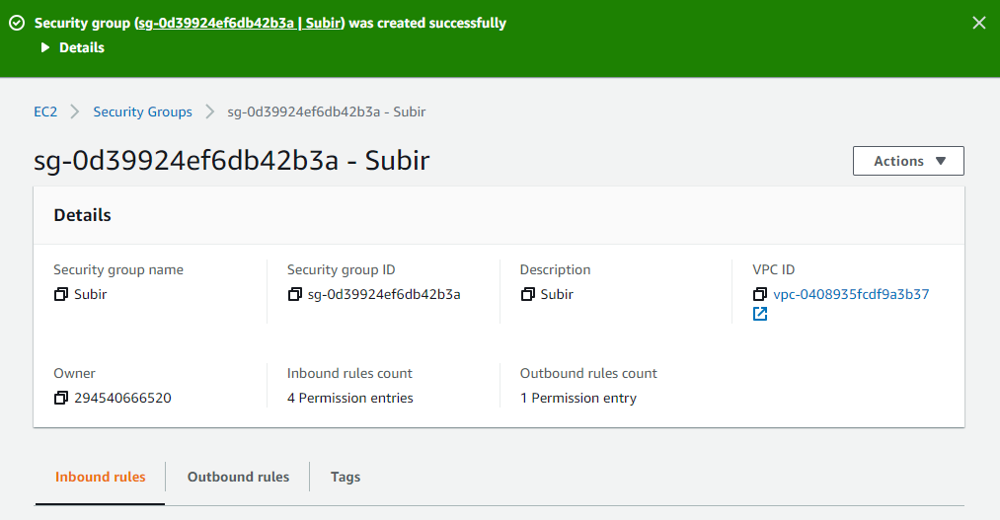 Security group (sg-0d39924ef6db42b3a | Subir) was created successfully
Details
EC2 Security Groups sg-0d39924ef6db42b3a - Subir
sg-0d39924ef6db42b3a - Subir
Actions
Details
Security group name Security group ID Description VPC ID
Subir sg-0d39924ef6db42b3a Subir vpc-0408935fcdf9a3b37
Owner Inbound rules count Outbound rules count
294540666520 4 Permission entries 1 Permission entry
Inbound rules Outbound rules Tags